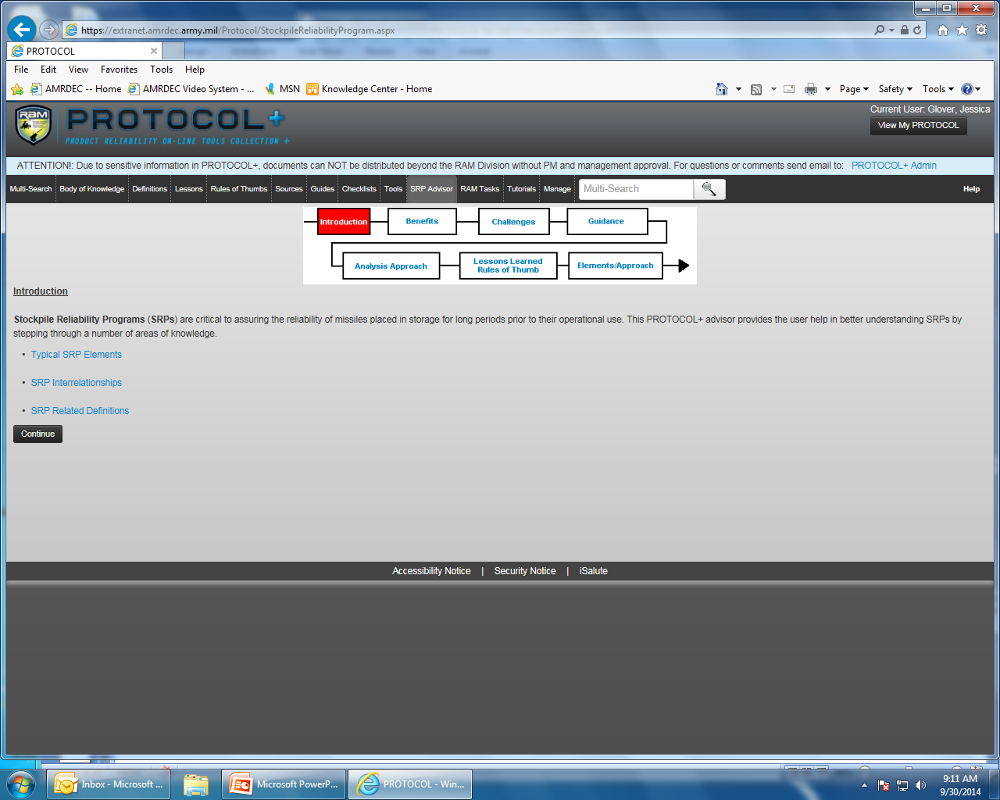 https://extranet.amrdec.army.mil/Protocol/StockpileReliabilityProgram.aspx
PROTOCOL
File Edit View Favorites Tools Help
AMRDEC -- Home AMRDEC Video System - ... MSN Knowledge Center - Home Page Safety Tools
RAM PROTOCOL+ Current User: Glover, Jessica
PRODUCT RELIABILITY ON-LINE TOOLS COLLECTION + View My PROTOCOL
ATTENTION!: Due to sensitive information in PROTOCOL+, documents can NOT be distributed beyond the RAM Division without PM and management approval. For questions or comments send email to: PROTOCOL+ Admin
Multi-Search Body of Knowledge Definitions Lessons Rules of Thumbs Sources Guides Checklists Tools SRP Advisor RAM Tasks Tutorials Manage Multi-Search Help
Introduction Benefits Challenges Guidance
Analysis Approach Lessons Learned Rules of Thumb Elements/Approach
Introduction
Stockpile Reliability Programs (SRPs) are critical to assuring the reliability of missiles placed in storage for long periods prior to their operational use. This PROTOCOL+ advisor provides the user help in better understanding SRPs by
stepping through a number of areas of knowledge.
• Typical SRP Elements
• SRP Interrelationships
• SRP Related Definitions
Continue
Accessibility Notice | Security Notice | iSalute
Inbox - Microsoft ... Microsoft PowerP... PROTOCOL - Win... 9:11 AM
9/30/2014